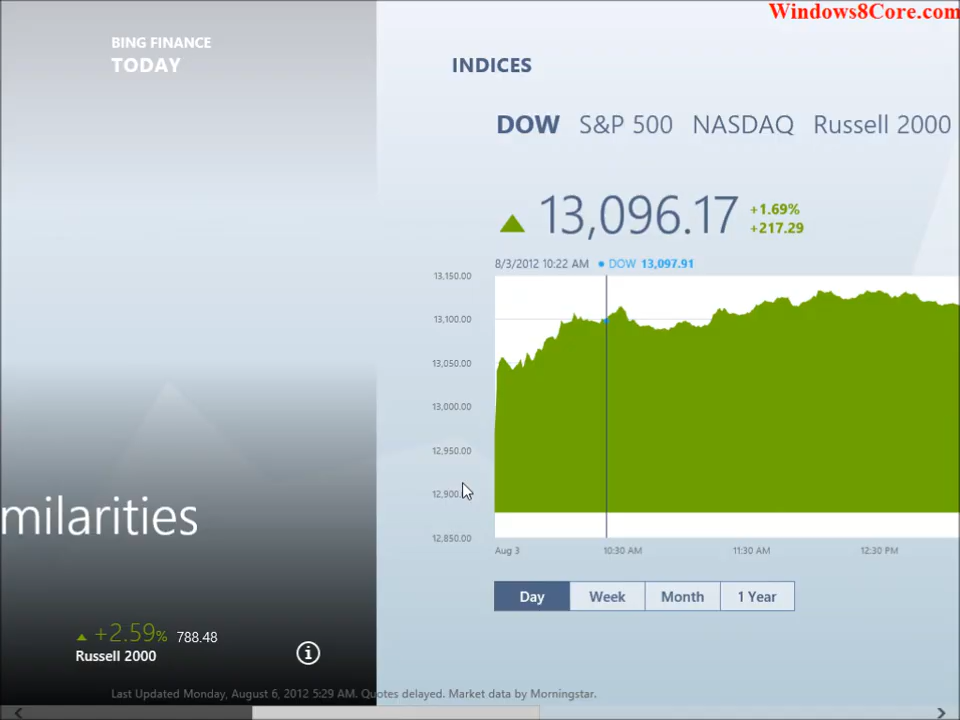 Windows8Core.com
BING FINANCE
TODAY
INDICES
DOW S&P 500 NASDAQ Russell 2000
13,096.17
+1.69%
+217.29
8/3/2012 10:22 AM DOW 13,097.91
13,150.00
13,100.00
13,050.00
13,000.00
12,950.00
12,900.
12,850.00
Aug 3 10:30 AM 11:30 AM 12:30 PM
Day Week Month 1 Year
milarities
+2.59% 788.48
Russell 2000
Last Updated Monday, August 6, 2012 5:29 AM. Quotes delayed. Market data by Morningstar.